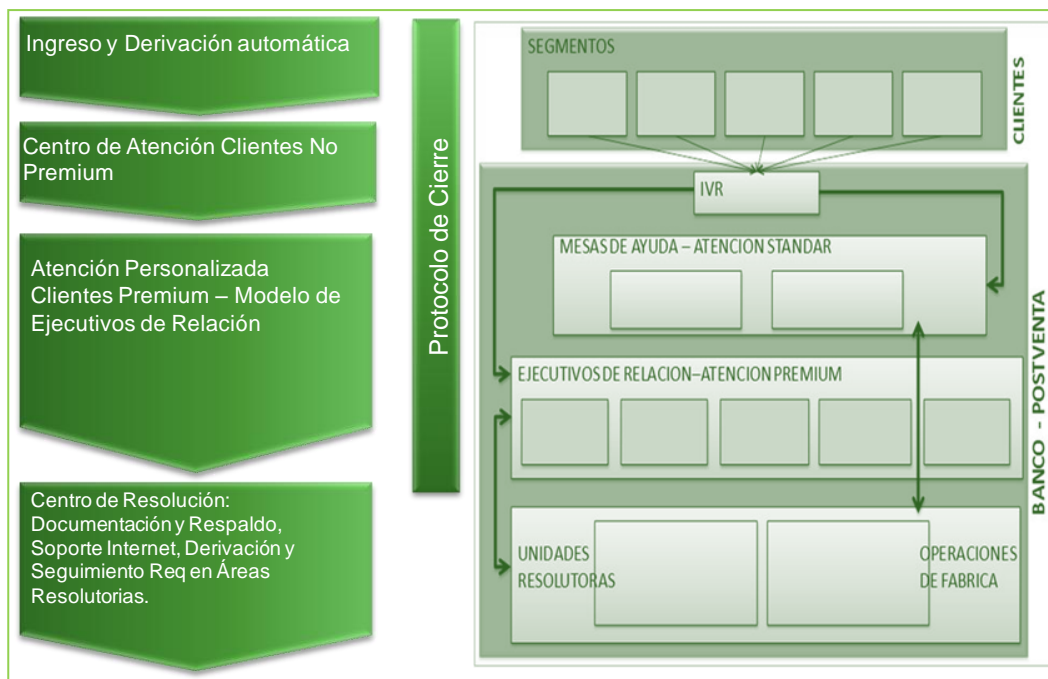 Ingreso y Derivación automática
Centro de Atención Clientes No
Premium
Atención Personalizada
Clientes Premium – Modelo de
Ejecutivos de Relación
Centro de Resolución:
Documentación y Respaldo,
Soporte Internet, Derivación y
Seguimiento Req en Áreas
Resolutorias.
Protocolo de Cierre
SEGMENTOS
CLIENTES
IVR
MESAS DE AYUDA – ATENCION STANDAR
EJECUTIVOS DE RELACION–ATENCION PREMIUM
UNIDADES
RESOLUTORAS
OPERACIONES
DE FABRICA
BANCO - POSTVENTA